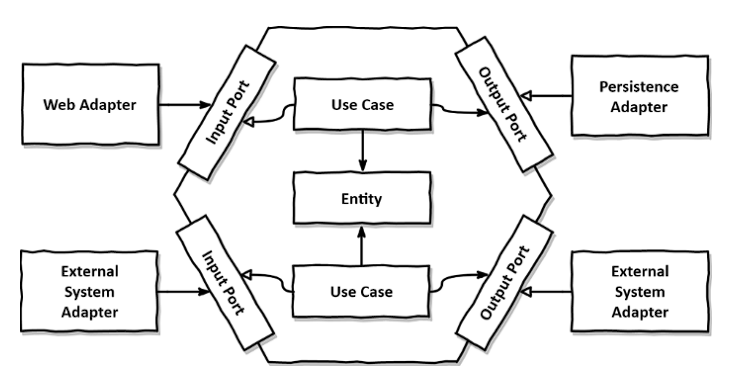 Web Adapter
Input Port
Use Case
Output Port
Persistence
Adapter
Entity
External
System
Adapter
Input Port
Use Case
Output Port
External
System
Adapter